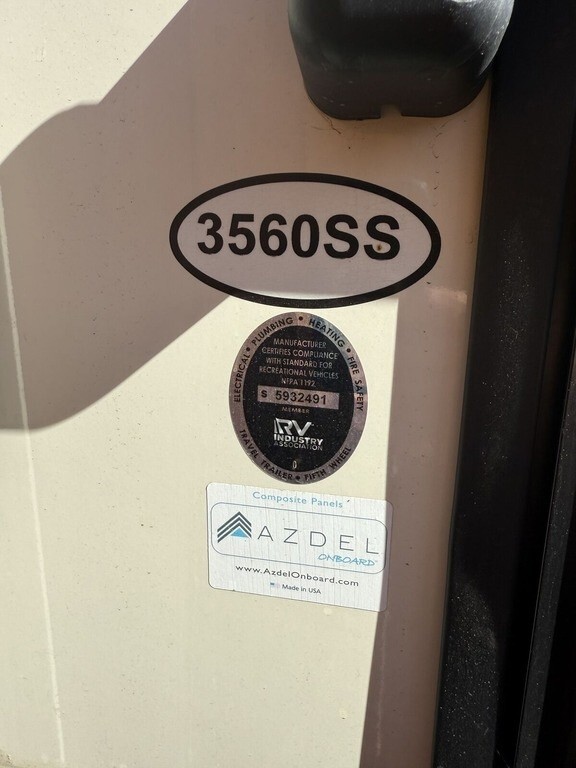 3560SS
ELECTRICAL • PLUMBING • HEATING • FIRE SAFETY
MANUFACTURER
CERTIFIES COMPLIANCE
WITH STANDARD FOR
RECREATIONAL VEHICLES
NFPA 1192
S 5932491
MEMBER
RV
INDUSTRY
ASSOCIATION
TRAVEL TRAILER • FIFTH WHEEL
Composite Panels
AZDEL
ONBOARD
www.AzdelOnboard.com
Made in USA